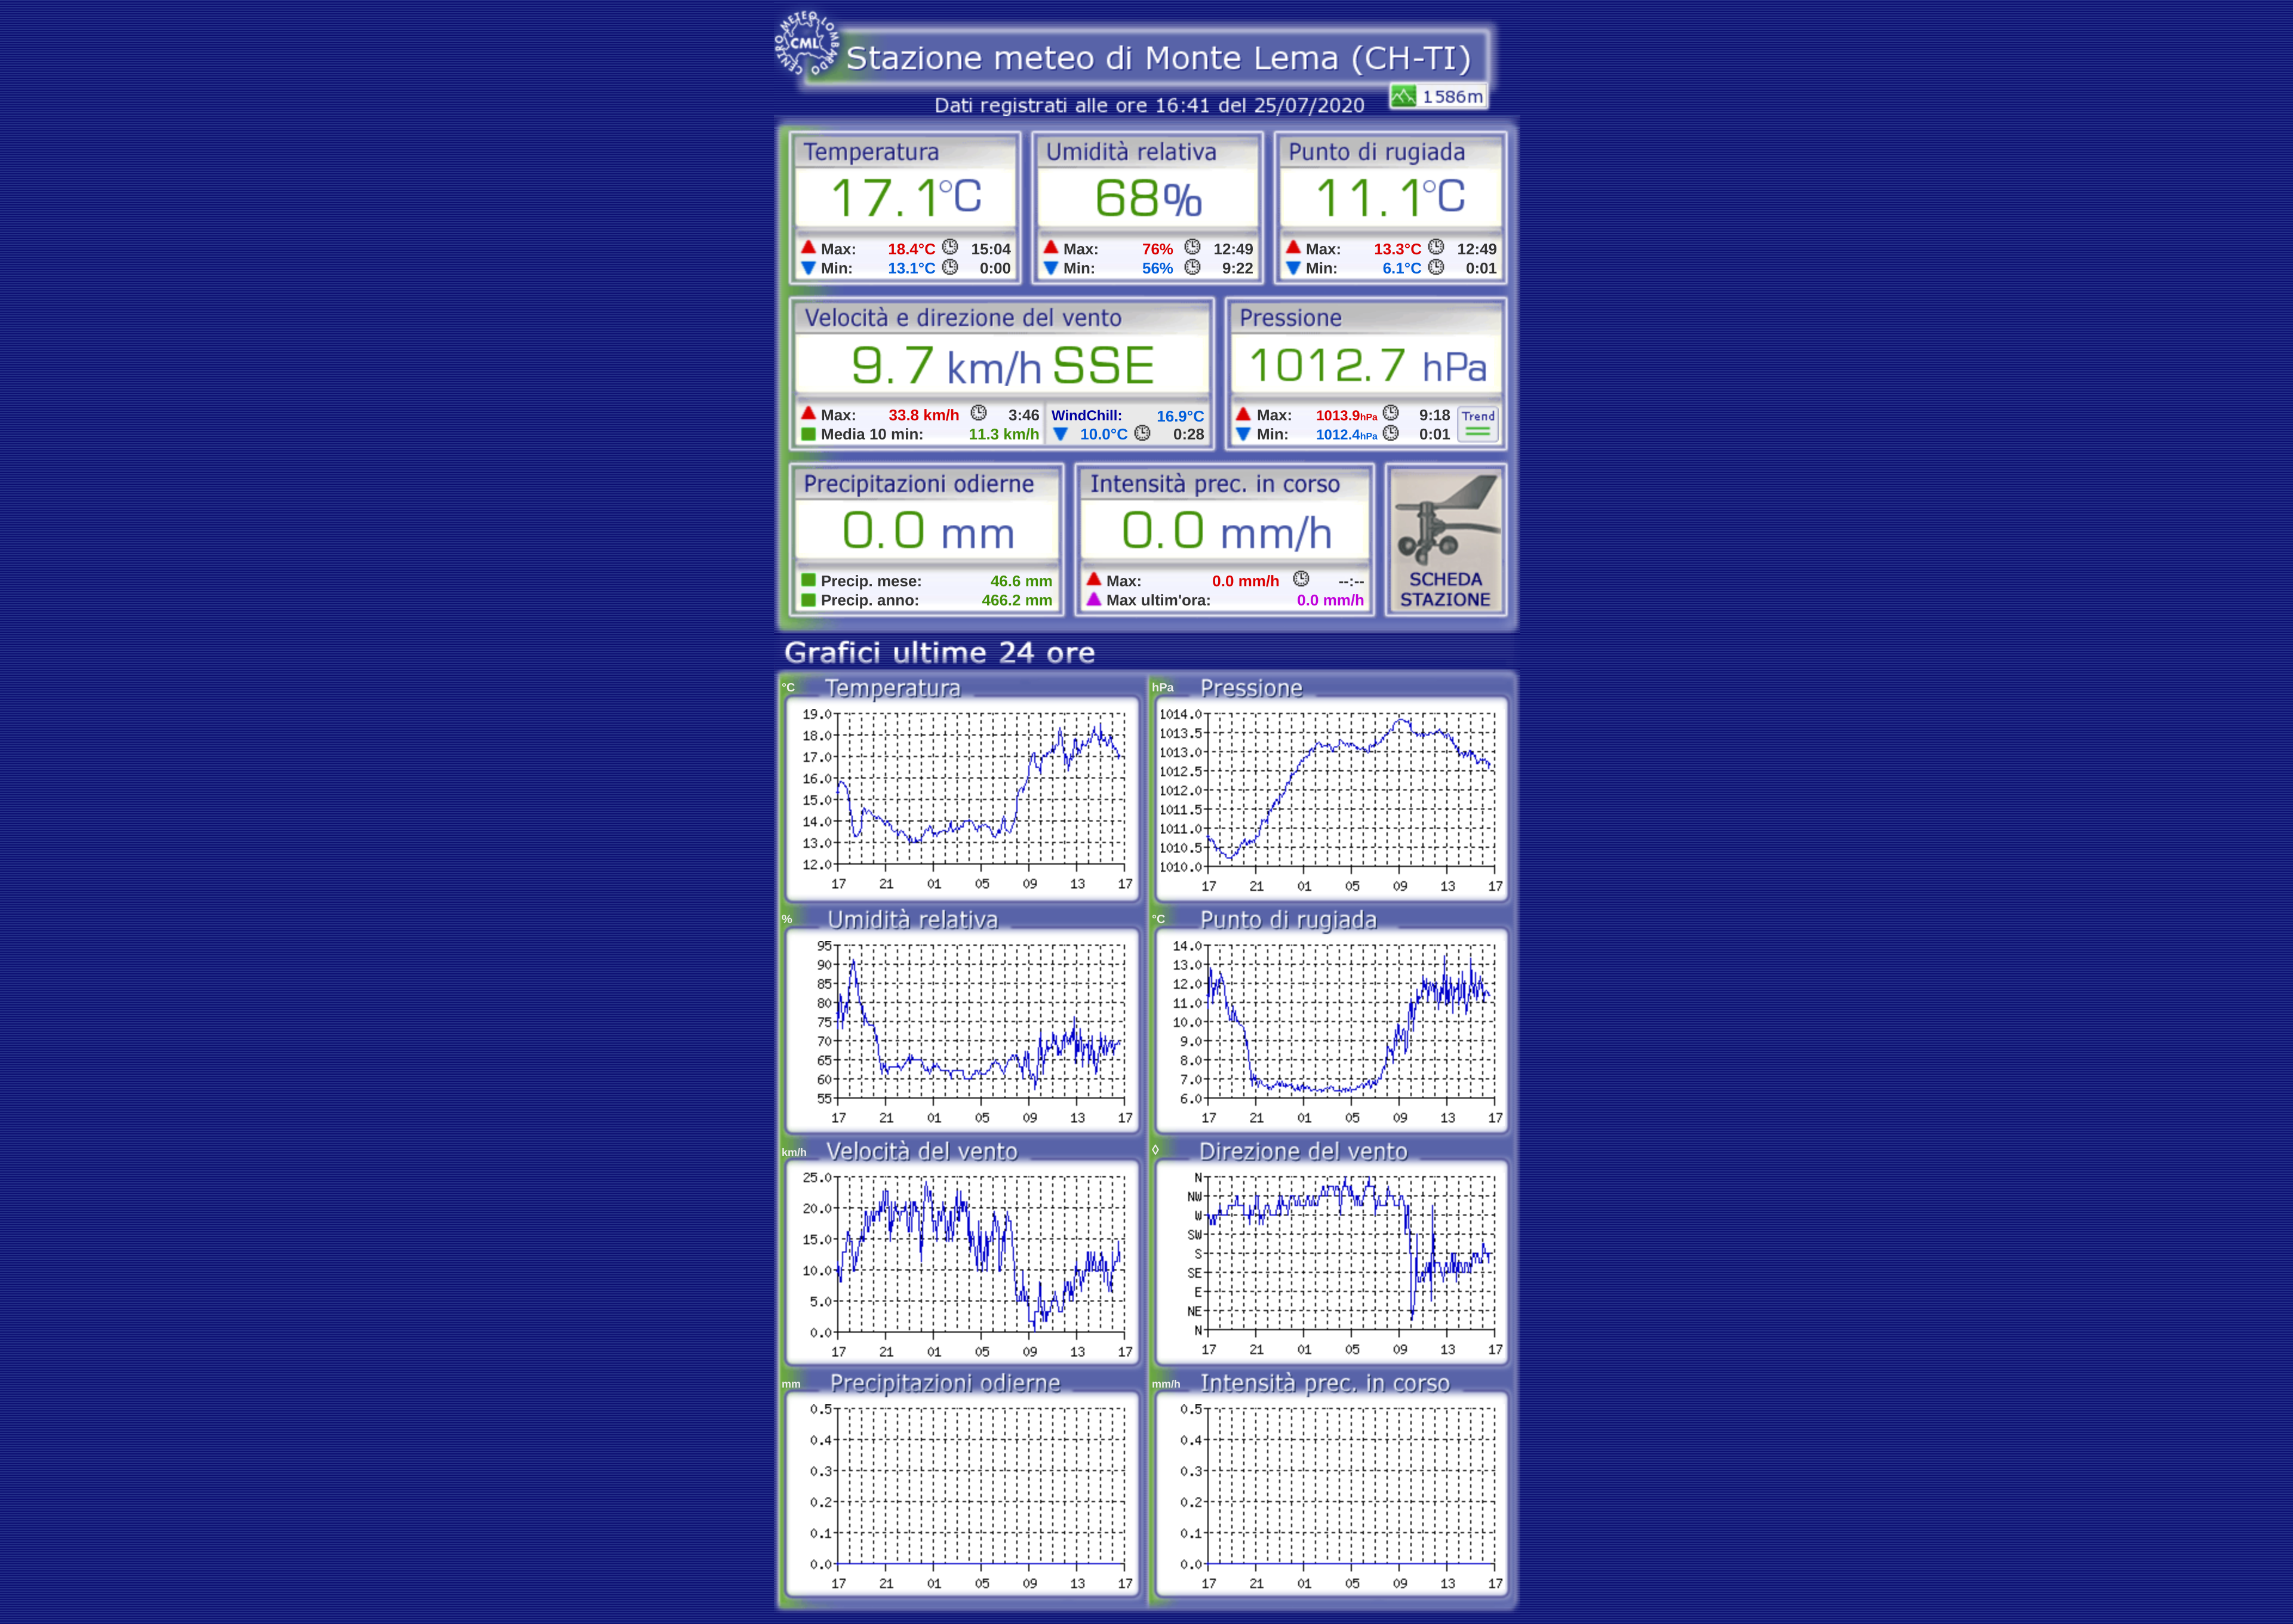 CENTRO METEO LOMBARDO
CML
Stazione meteo di Monte Lema (CH-TI)
1586m
Dati registrati alle ore 16:41 del 25/07/2020
Temperatura
17.1°C
Max: 18.4°C 15:04
Min: 13.1°C 0:00
Umidità relativa
68%
Max: 76% 12:49
Min: 56% 9:22
Punto di rugiada
11.1°C
Max: 13.3°C 12:49
Min: 6.1°C 0:01
Velocità e direzione del vento
9.7 km/h SSE
Max: 33.8 km/h 3:46
Media 10 min: 11.3 km/h
WindChill: 16.9°C
10.0°C 0:28
Pressione
1012.7 hPa
Max: 1013.9hPa 9:18
Min: 1012.4hPa 0:01
Trend
Precipitazioni odierne
0.0 mm
Precip. mese: 46.6 mm
Precip. anno: 466.2 mm
Intensità prec. in corso
0.0 mm/h
Max: 0.0 mm/h --:--
Max ultim'ora: 0.0 mm/h
SCHEDA
STAZIONE
Grafici ultime 24 ore
°C Temperatura
19.0
18.0
17.0
16.0
15.0
14.0
13.0
12.0
17 21 01 05 09 13 17
hPa Pressione
1014.0
1013.5
1013.0
1012.5
1012.0
1011.5
1011.0
1010.5
1010.0
17 21 01 05 09 13 17
% Umidità relativa
95
90
85
80
75
70
65
60
55
17 21 01 05 09 13 17
°C Punto di rugiada
14.0
13.0
12.0
11.0
10.0
9.0
8.0
7.0
6.0
17 21 01 05 09 13 17
km/h Velocità del vento
25.0
20.0
15.0
10.0
5.0
0.0
17 21 01 05 09 13 17
◊ Direzione del vento
N
NW
W
SW
S
SE
E
NE
N
17 21 01 05 09 13 17
mm Precipitazioni odierne
0.5
0.4
0.3
0.2
0.1
0.0
17 21 01 05 09 13 17
mm/h Intensità prec. in corso
0.5
0.4
0.3
0.2
0.1
0.0
17 21 01 05 09 13 17